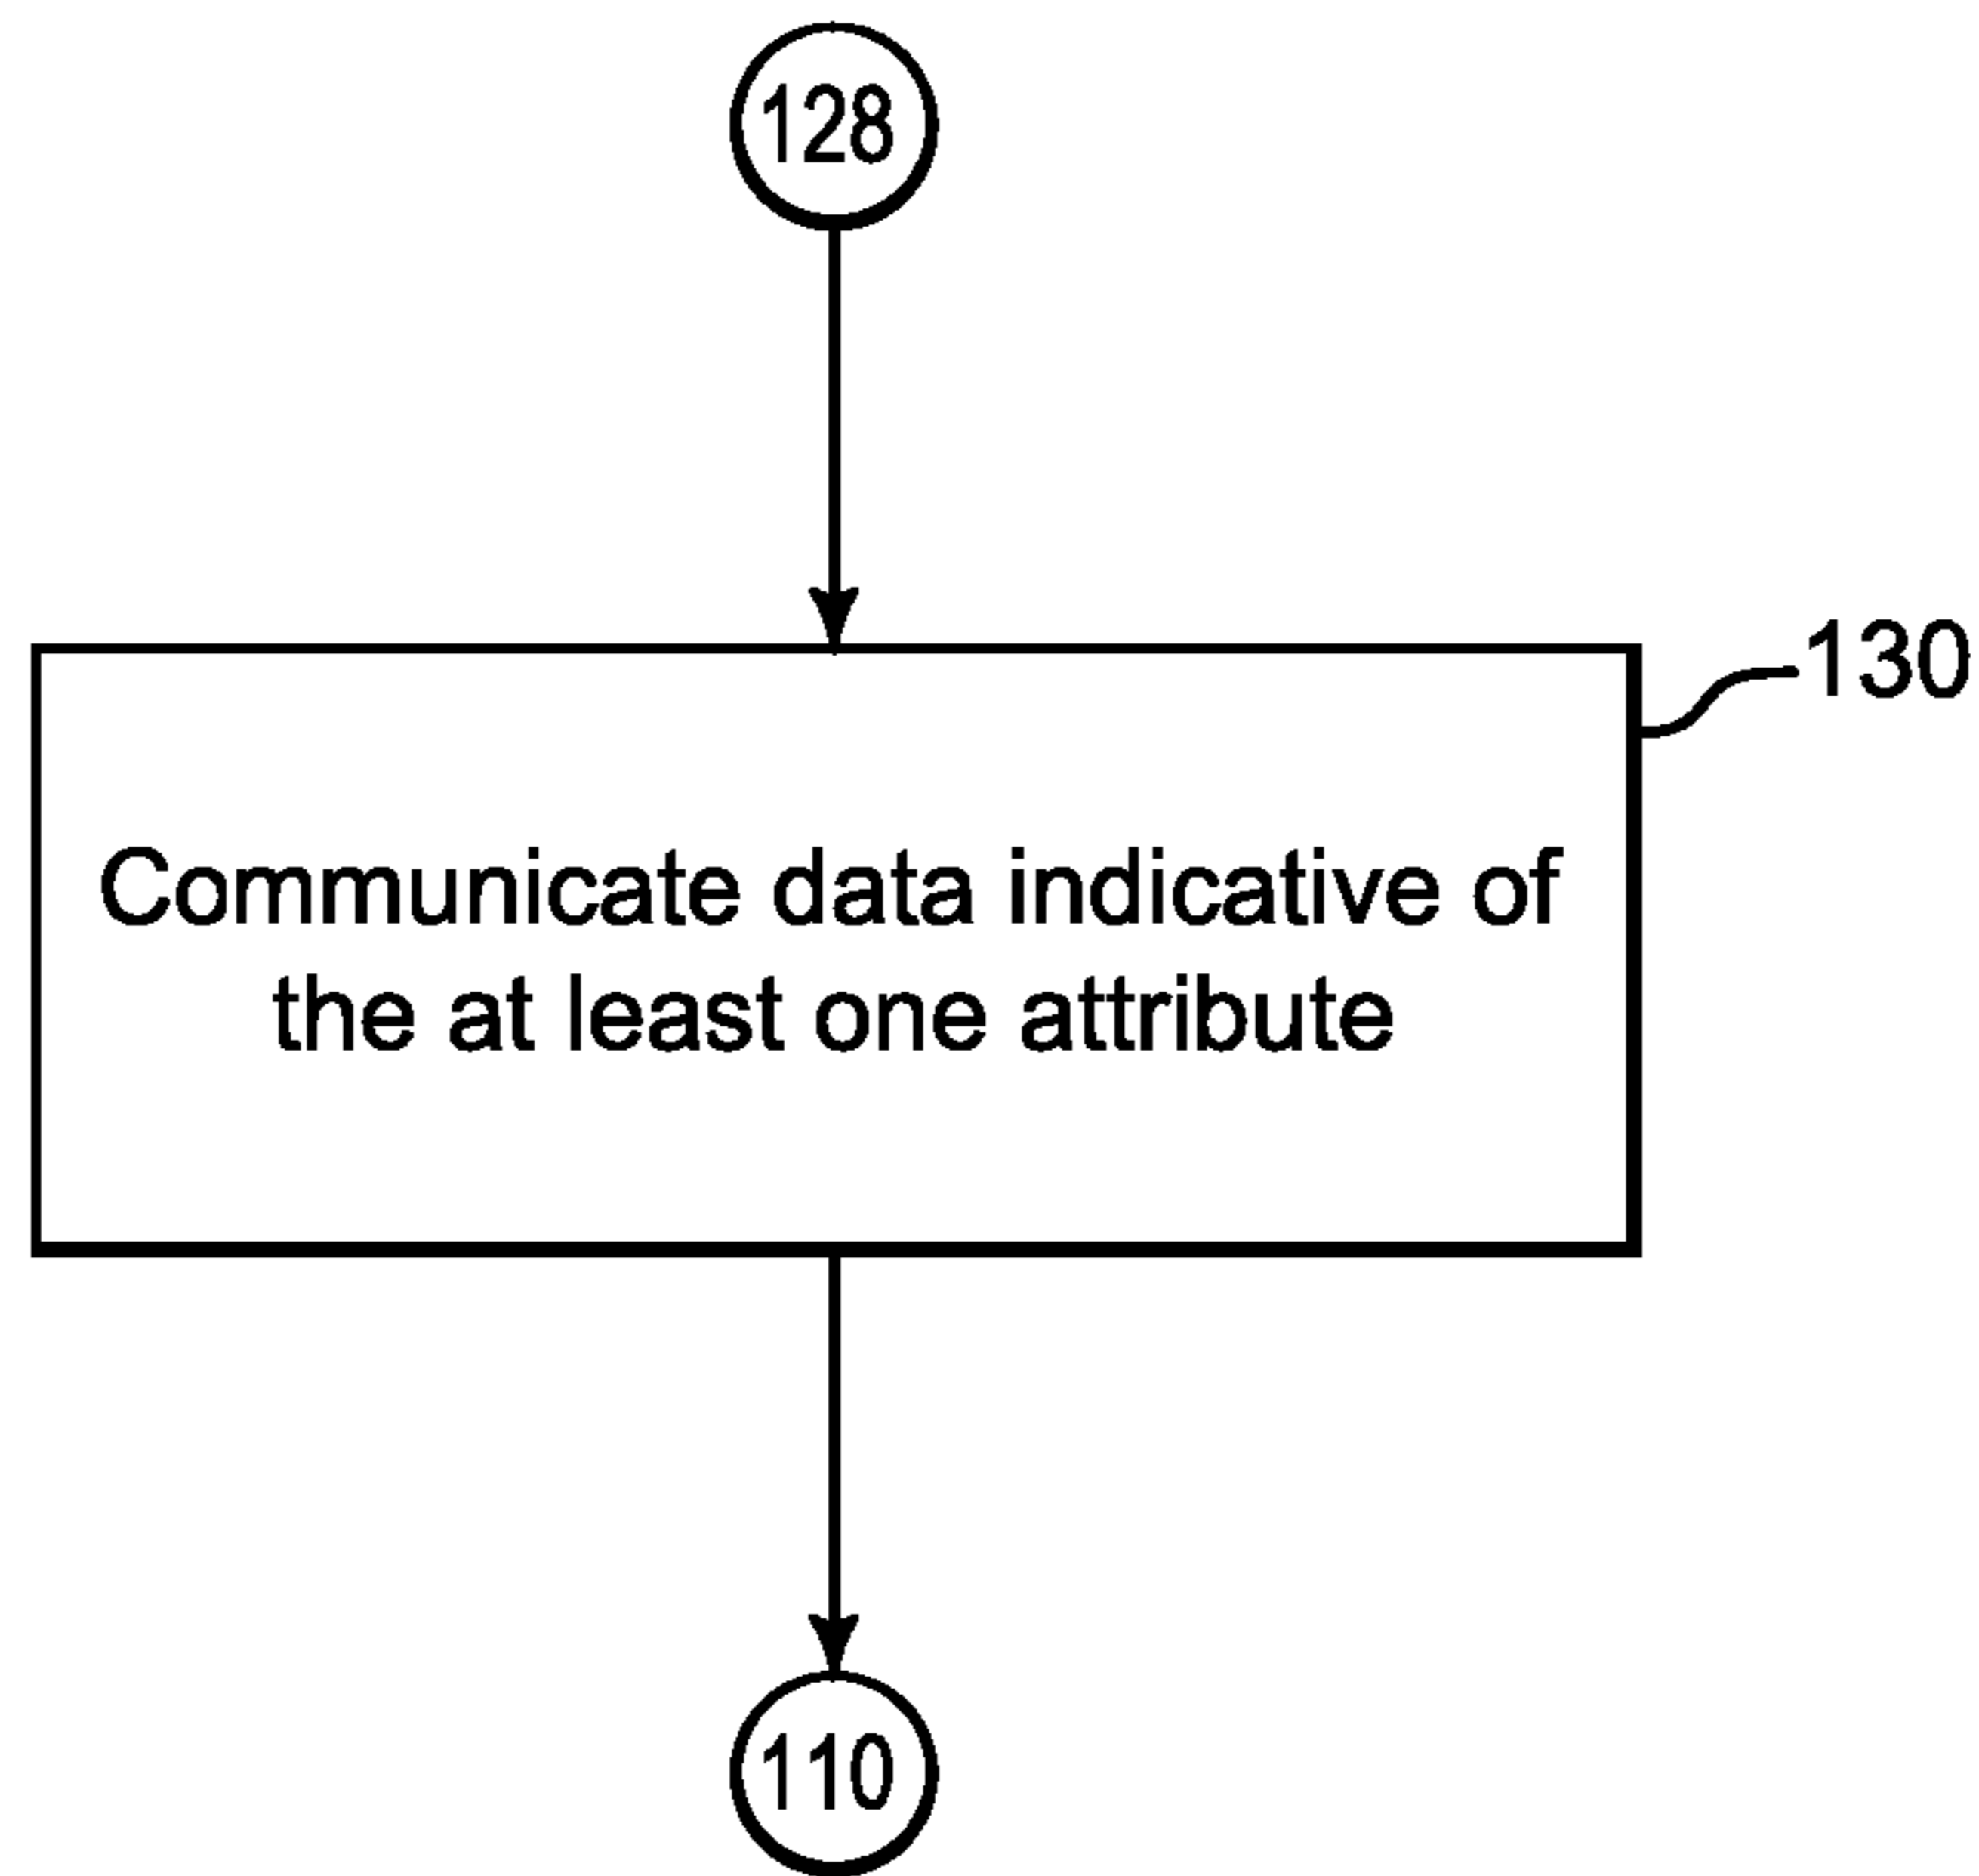 128
130
Communicate data indicative of
the at least one attribute
110